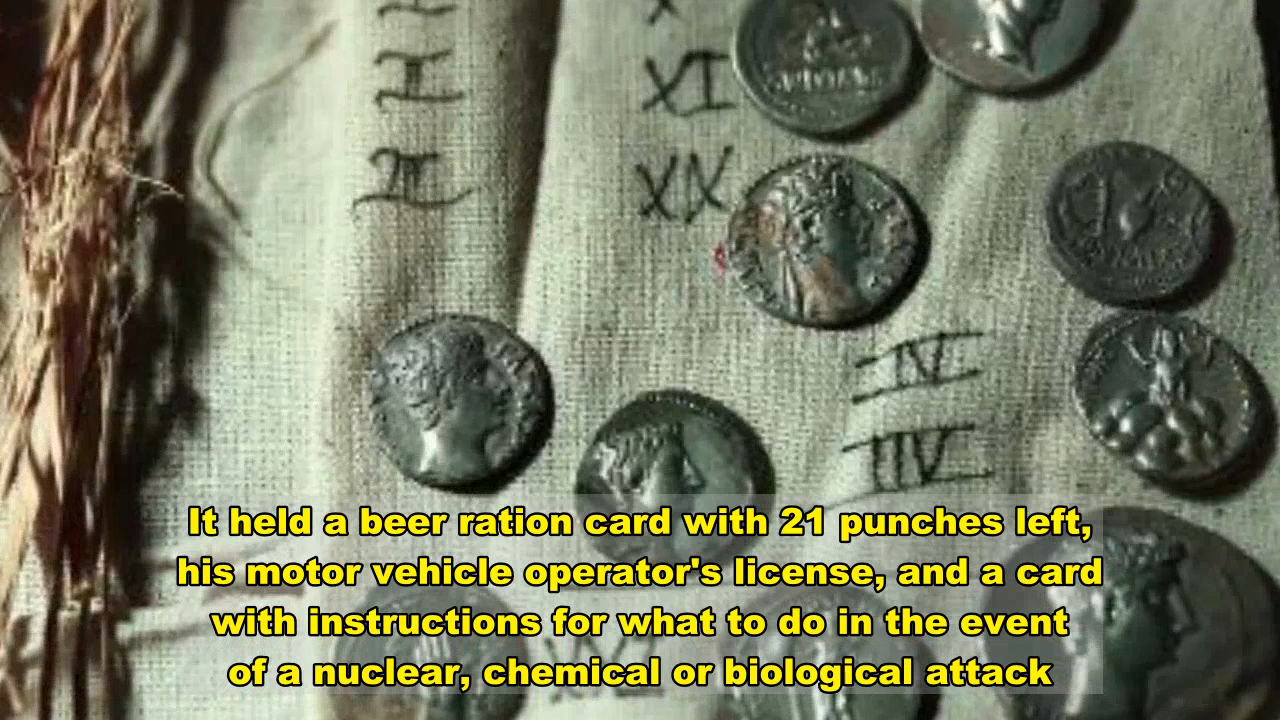 XI
XX
IV
IIV
It held a beer ration card with 21 punches left,
his motor vehicle operator's license, and a card
with instructions for what to do in the event
of a nuclear, chemical or biological attack